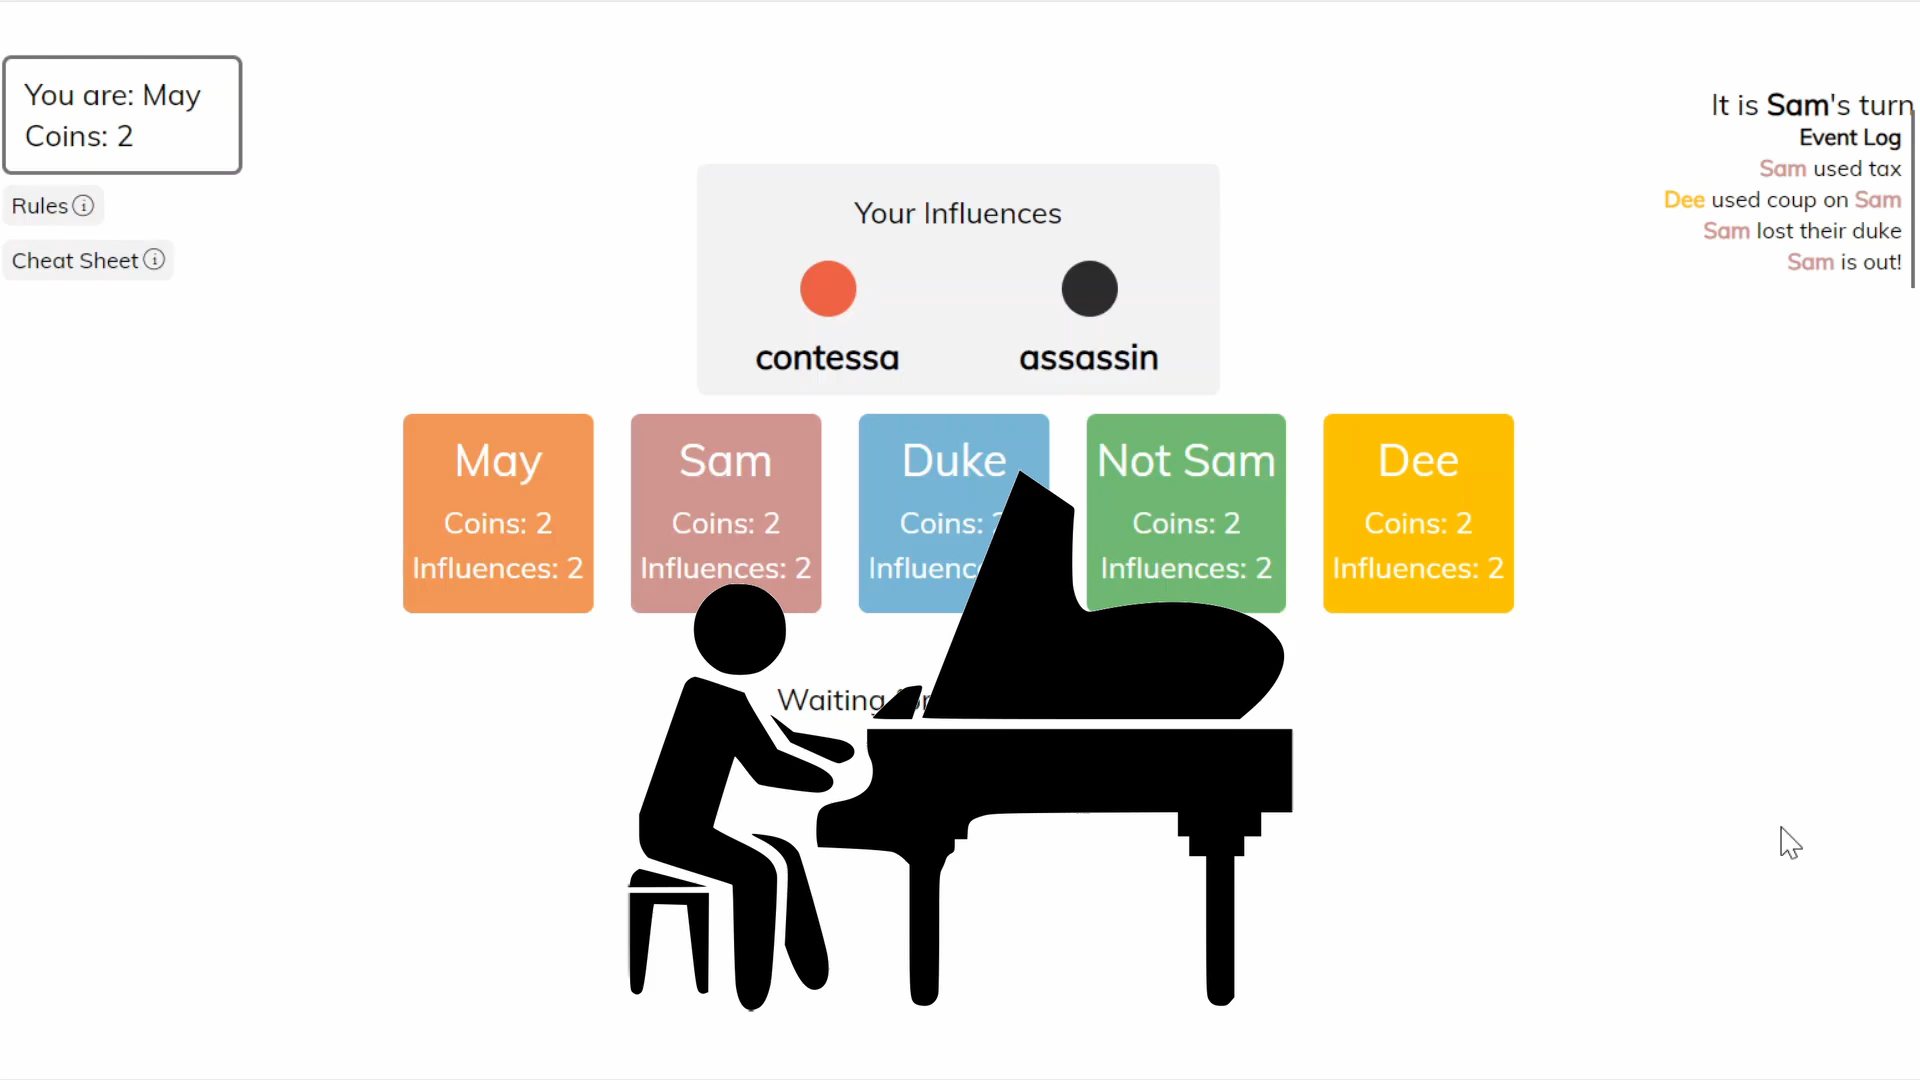 You are: May
Coins: 2
Rules
Cheat Sheet
It is Sam's turn
Event Log
Sam used tax
Dee used coup on Sam
Sam lost their duke
Sam is out!
Your Influences
contessa
assassin
May
Coins: 2
Influences: 2
Sam
Coins: 2
Influences: 2
Duke
Coins:
Not Sam
Coins: 2
Influences: 2
Dee
Coins: 2
Influences: 2
Waiting